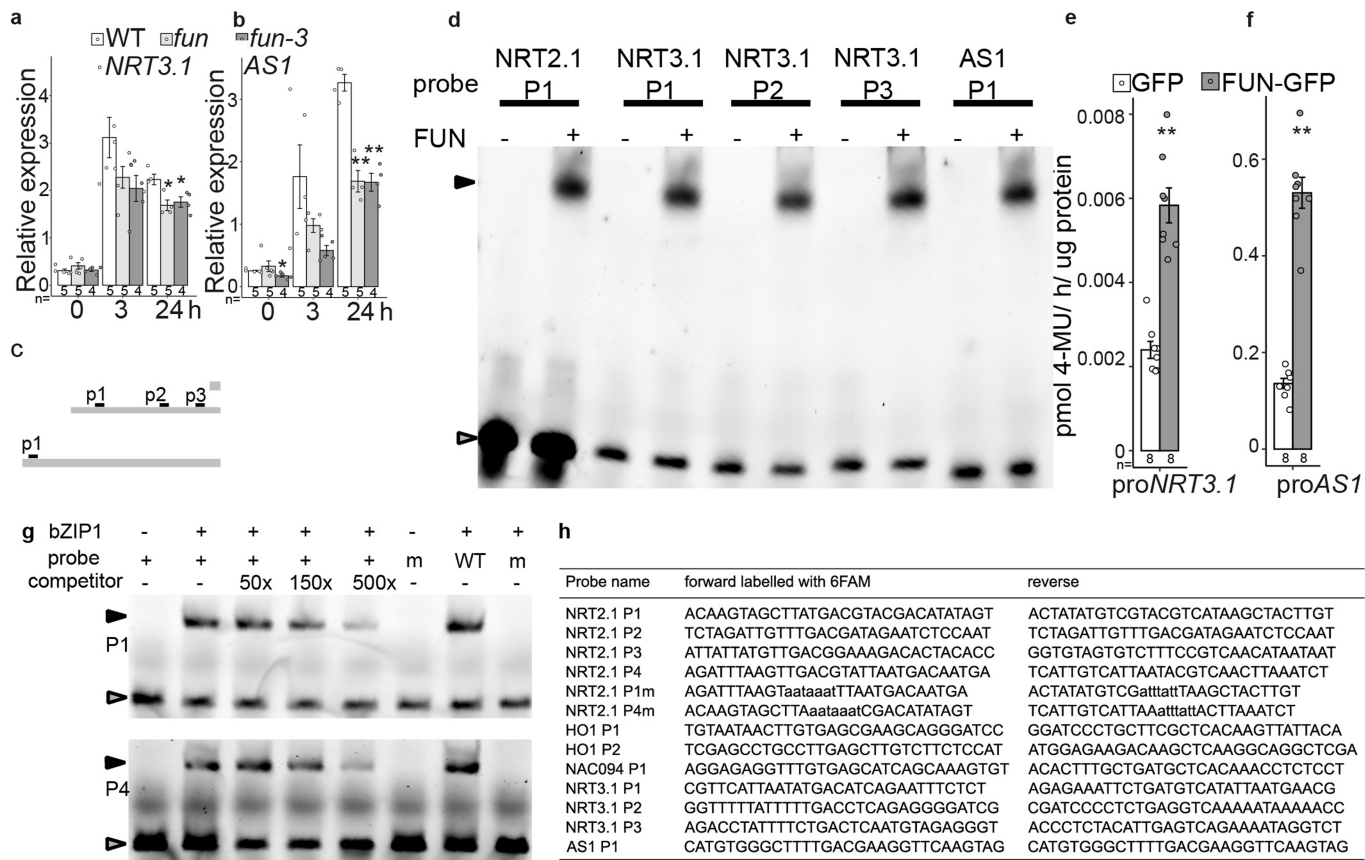 a
b
WT fun fun-3
NRT3.1
AS1
Relative expression
4
3
2
1
0
n= 5 5 4 5 5 4 5 5 4
0 3 24 h
Relative expression
3
2
1
0
n= 5 5 4 5 5 4 5 5 4
0 3 24 h
* *
* ** **
c
p1 p2 p3
p1
d
NRT2.1 NRT3.1 NRT3.1 NRT3.1 AS1
probe P1 P1 P2 P3 P1
FUN - + - + - + - + - +
e
f
GFP FUN-GFP
pmol 4-MU/ h/ ug protein
0.008
0.006
0.004
0.002
0
**
n= 8 8
proNRT3.1
0.6
0.4
0.2
0
**
8 8
proAS1
g
bZIP1 - + + + + - + +
probe + + + + + m WT m
competitor - - 50x 150x 500x - - -
P1
P4
h
Probe name forward labelled with 6FAM reverse
NRT2.1 P1 ACAAGTAGCTTATGACGTACGACATATAGT ACTATATGTCGTACGTCATAAGCTACTTGT
NRT2.1 P2 TCTAGATTGTTTGACGATAGAATCTCCAAT TCTAGATTGTTTGACGATAGAATCTCCAAT
NRT2.1 P3 ATTATTATGTTGACGGAAAGACACTACACC GGTGTAGTGTCTTTCCGTCAACATAATAAT
NRT2.1 P4 AGATTTAAGTTGACGTATTAATGACAATGA TCATTGTCATTAATACGTCAACTTAAATCT
NRT2.1 P1m AGATTTAAGTaataaatTTAATGACAATGA ACTATATGTCGatttattTAAGCTACTTGT
NRT2.1 P4m ACAAGTAGCTTAaataaatCGACATATAGT TCATTGTCATTAAatttattACTTAAATCT
HO1 P1 TGTAATAACTTGTGAGCGAAGCAGGGATCC GGATCCCTGCTTCGCTCACAAGTTATTACA
HO1 P2 TCGAGCCTGCCTTGAGCTTGTCTTCTCCAT ATGGAGAAGACAAGCTCAAGGCAGGCTCGA
NAC094 P1 AGGAGAGGTTTGTGAGCATCAGCAAAGTGT ACACTTTGCTGATGCTCACAAACCTCTCCT
NRT3.1 P1 CGTTCATTAATATGACATCAGAATTTCTCT AGAGAAATTCTGATGTCATATTAATGAACG
NRT3.1 P2 GGTTTTTATTTTTGACCTCAGAGGGGATCG CGATCCCCTCTGAGGTCAAAAATAAAAACC
NRT3.1 P3 AGACCTATTTTCTGACTCAATGTAGAGGGT ACCCTCTACATTGAGTCAGAAAATAGGTCT
AS1 P1 CATGTGGGCTTTTGACGAAGGTTCAAGTAG CATGTGGGCTTTTGACGAAGGTTCAAGTAG